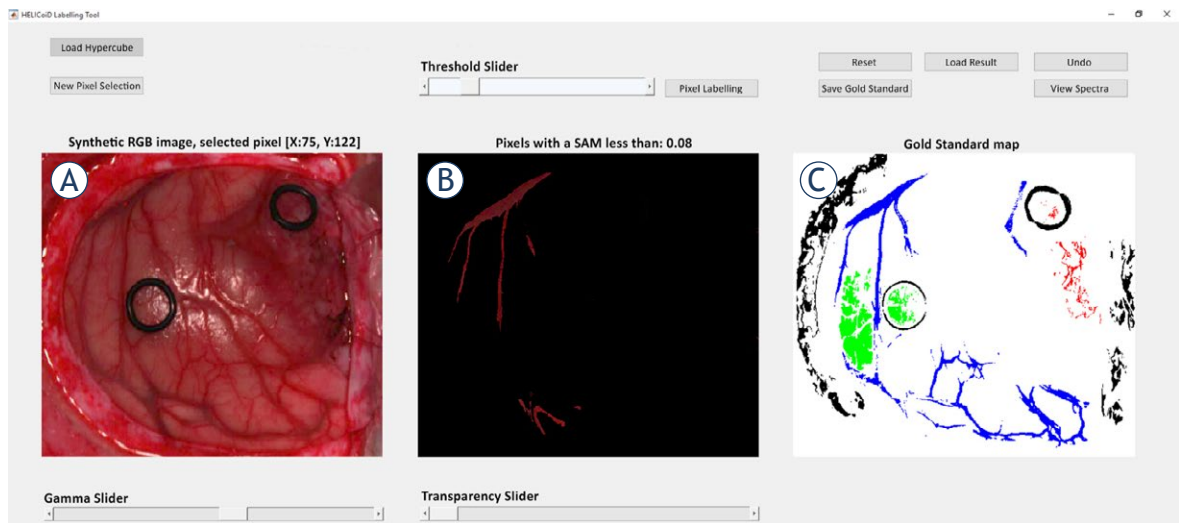 HELICoiD Labelling Tool
Load Hypercube
New Pixel Selection
Threshold Slider
Pixel Labelling
Reset
Load Result
Undo
Save Gold Standard
View Spectra
Synthetic RGB image, selected pixel [X:75, Y:122]
Pixels with a SAM less than: 0.08
Gold Standard map
A
B
C
Gamma Slider
Transparency Slider